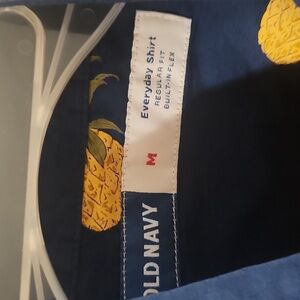 Everyday Shirt
REGULAR FIT
BUILT-IN FLEX
M
OLD NAVY